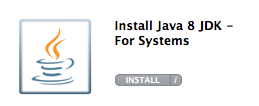 Install Java 8 JDK –
For Systems
INSTALL i